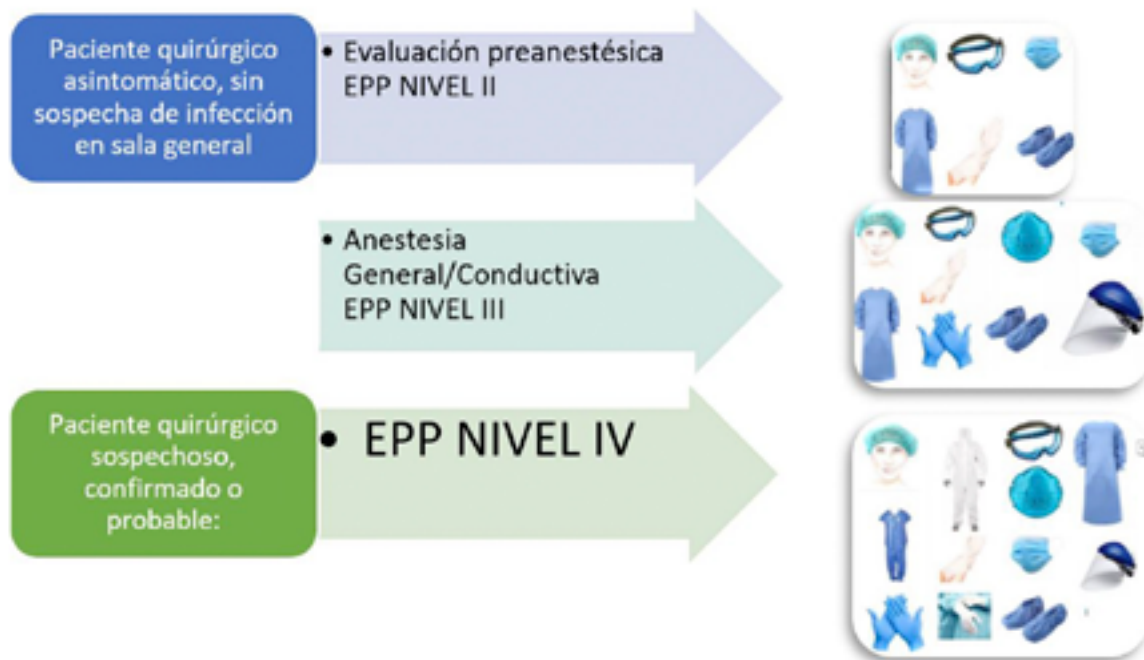 Paciente quirúrgico
asintomático, sin
sospecha de infección
en sala general
• Evaluación preanestésica
EPP NIVEL II
• Anestesia
General/Conductiva
EPP NIVEL III
Paciente quirúrgico
sospechoso,
confirmado o
probable:
• EPP NIVEL IV